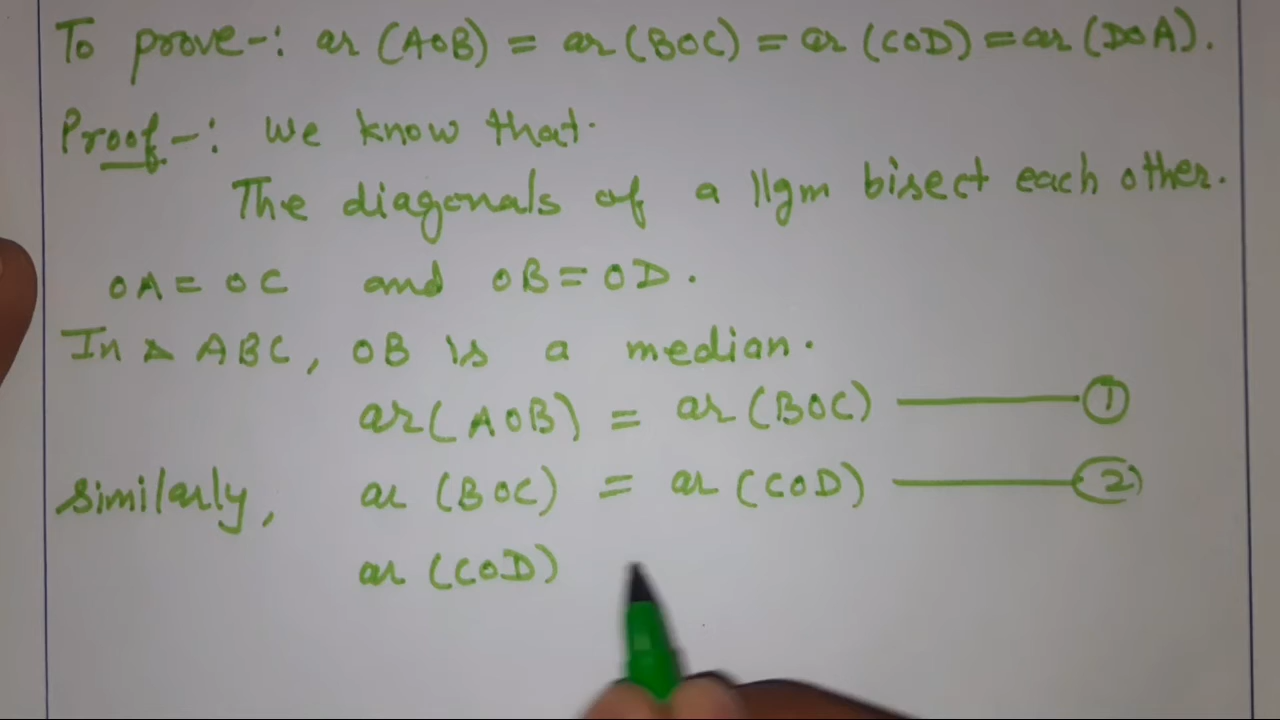 To prove-: ar (AOB) = ar (BOC) = ar (COD) = ar (DOA).
Proof-: We know that.
The diagonals of a ||gm bisect each other.
OA = OC and OB = OD.
In △ ABC, OB is a median.
ar (AOB) = ar (BOC) —— ①
Similarly, ar (BOC) = ar (COD) —— ②
ar (COD)